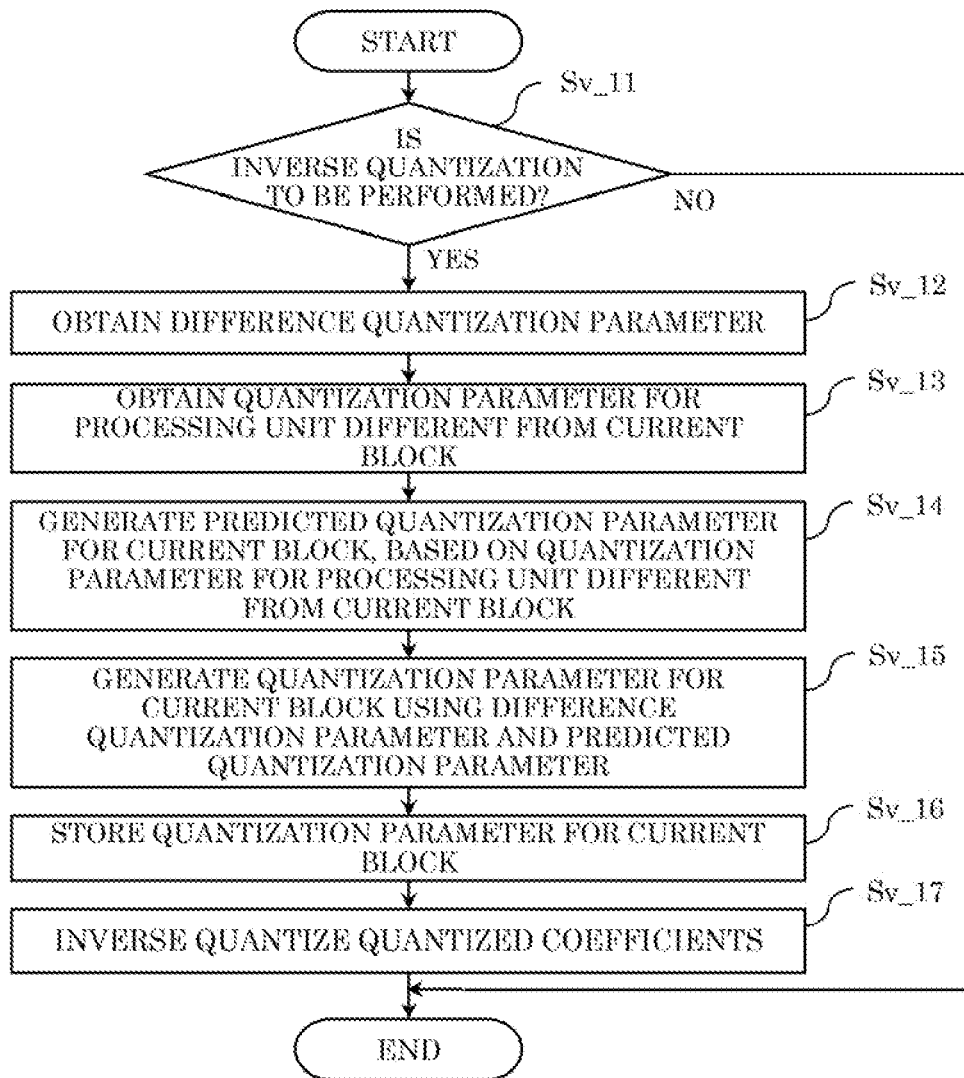 START
Sv_11
IS
INVERSE QUANTIZATION
TO BE PERFORMED?
NO
YES
Sv_12
OBTAIN DIFFERENCE QUANTIZATION PARAMETER
Sv_13
OBTAIN QUANTIZATION PARAMETER FOR
PROCESSING UNIT DIFFERENT FROM CURRENT
BLOCK
Sv_14
GENERATE PREDICTED QUANTIZATION PARAMETER
FOR CURRENT BLOCK, BASED ON QUANTIZATION
PARAMETER FOR PROCESSING UNIT DIFFERENT
FROM CURRENT BLOCK
Sv_15
GENERATE QUANTIZATION PARAMETER FOR
CURRENT BLOCK USING DIFFERENCE
QUANTIZATION PARAMETER AND PREDICTED
QUANTIZATION PARAMETER
Sv_16
STORE QUANTIZATION PARAMETER FOR CURRENT
BLOCK
Sv_17
INVERSE QUANTIZE QUANTIZED COEFFICIENTS
END